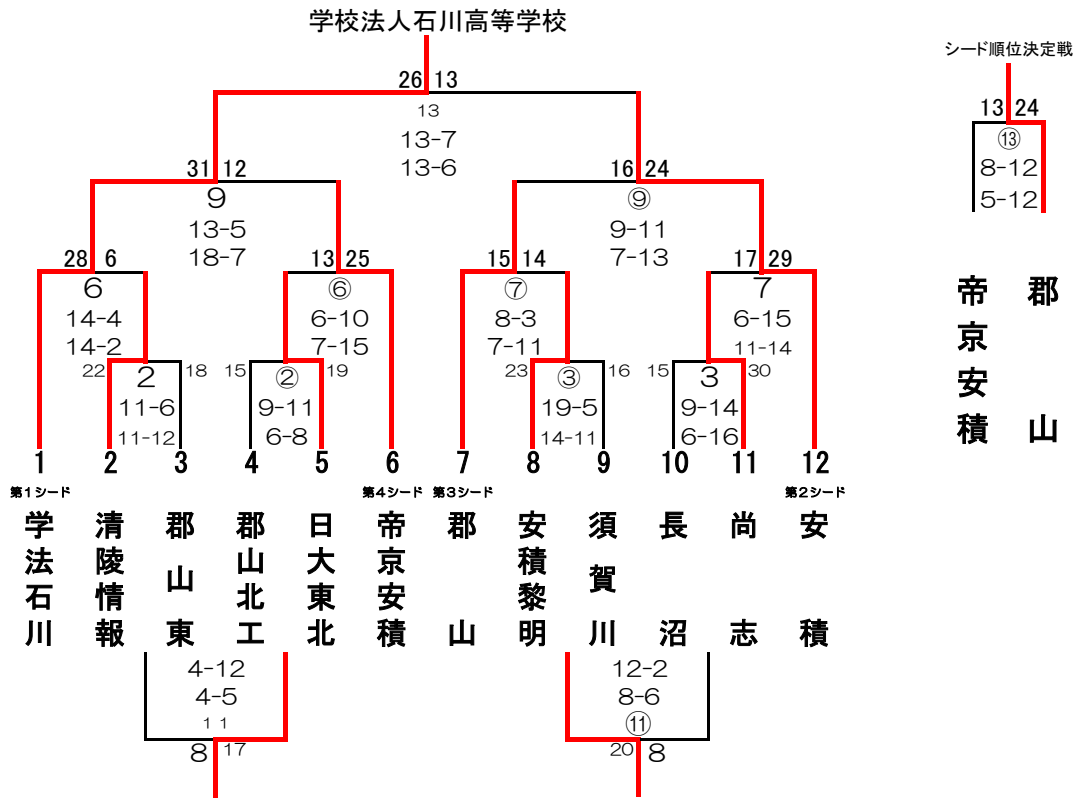 学校法人石川高等学校
シード順位決定戦
26 13
13 24
13
⑬
13-7
8-12
13-6
5-12
31 12
16 24
9
⑨
13-5
9-11
18-7
7-13
28 6
13 25
15 14
17 29
6
⑥
⑦
7
14-4
6-10
8-3
6-15
14-2
7-15
7-11
11-14
22 2 18
15 ② 19
23 ③ 16
15 3 30
11-6
9-11
19-5
9-14
11-12
6-8
14-11
6-16
帝京安積
郡山
1 2 3 4 5 6 7 8 9 10 11 12
第1シード
第4シード
第3シード
第2シード
学法石川
清陵情報
郡山東
郡山北工
日大東北
帝京安積
郡山
安積黎明
須賀川
長沼
尚志
安積
4-12
12-2
4-5
8-6
11
⑪
8 17
20 8